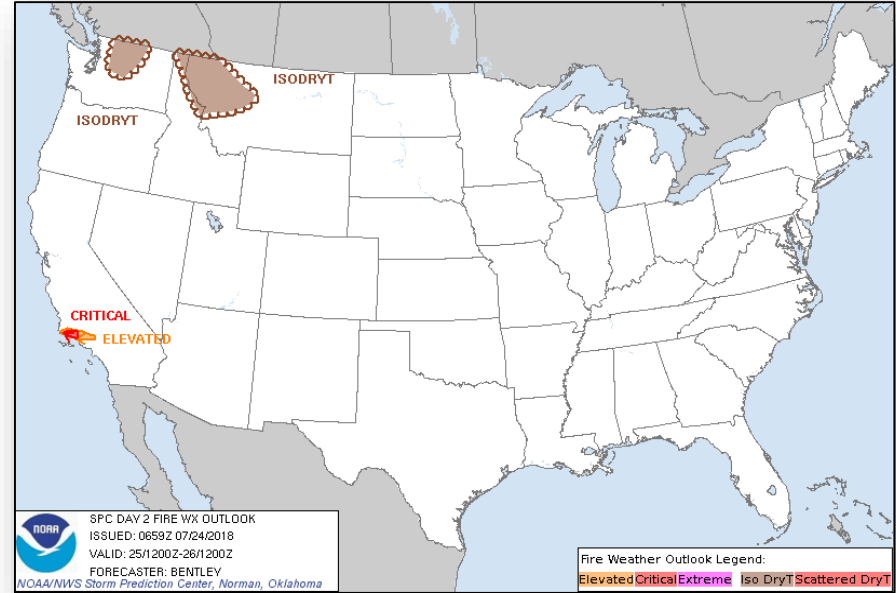 ISODRYT
ISODRYT
CRITICAL
ELEVATED
NOAA
SPC DAY 2 FIRE WX OUTLOOK
ISSUED: 0659Z 07/24/2018
VALID: 25/1200Z-26/1200Z
FORECASTER: BENTLEY
NOAA/NWS Storm Prediction Center, Norman, Oklahoma
Fire Weather Outlook Legend:
Elevated Critical Extreme Iso DryT Scattered DryT